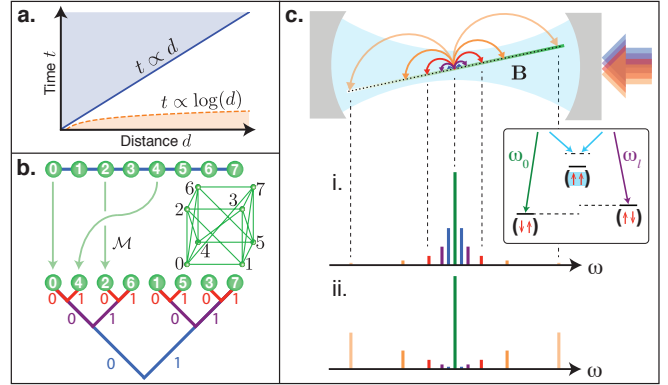 a.
Time t
t ∝ d
t ∝ log(d)
Distance d
b.
0 1 2 3 4 5 6 7
ℳ
6 7
2 3
4 5
0 1
0 4 2 6 1 5 3 7
0 1 0 1 0 1 0 1
0 1 0 1
0 1
c.
B
ω₀ ω_l
(↑↑)
(↓↑) (↑↓)
i.
ω
ii.
ω